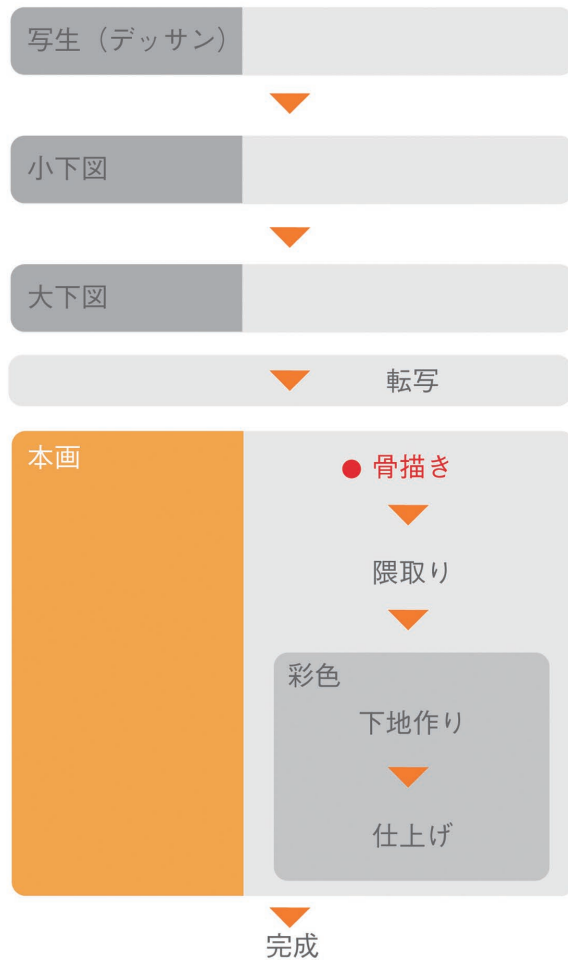 写生（デッサン）
小下図
大下図
転写
本画
骨描き
隈取り
彩色
下地作り
仕上げ
完成